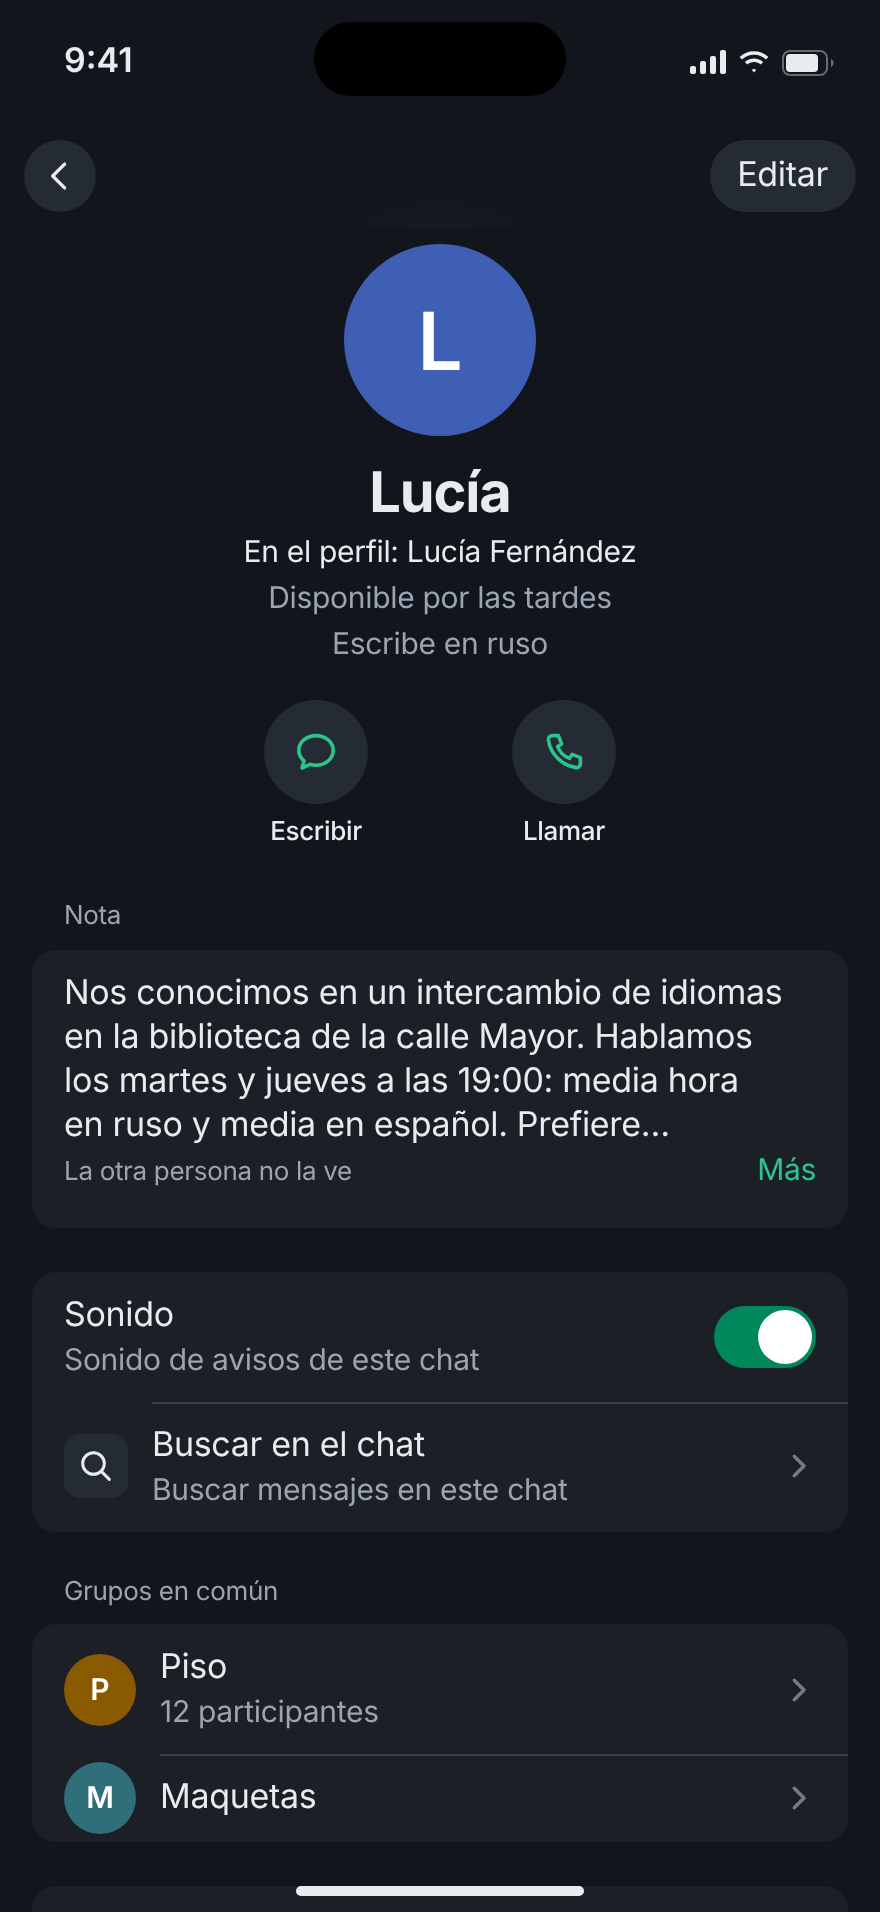 9:41
Editar
L
Lucía
En el perfil: Lucía Fernández
Disponible por las tardes
Escribe en ruso
Escribir
Llamar
Nota
Nos conocimos en un intercambio de idiomas
en la biblioteca de la calle Mayor. Hablamos
los martes y jueves a las 19:00: media hora
en ruso y media en español. Prefiere...
La otra persona no la ve
Más
Sonido
Sonido de avisos de este chat
Buscar en el chat
Buscar mensajes en este chat
Grupos en común
P
Piso
12 participantes
M
Maquetas